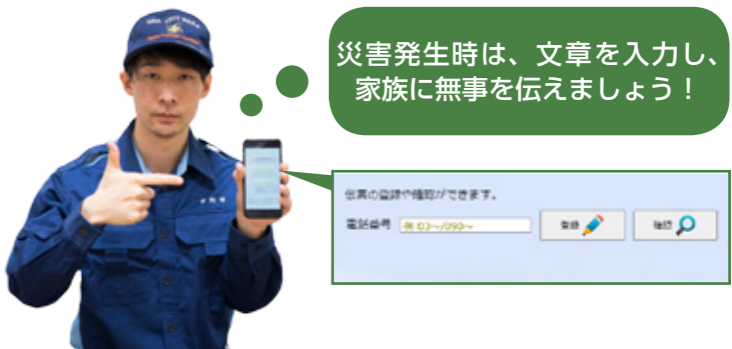 災害発生時は、文章を入力し、
家族に無事を伝えましょう!
伝言の登録や確認ができます。
電話番号 例 03~/090~ 登録 確認